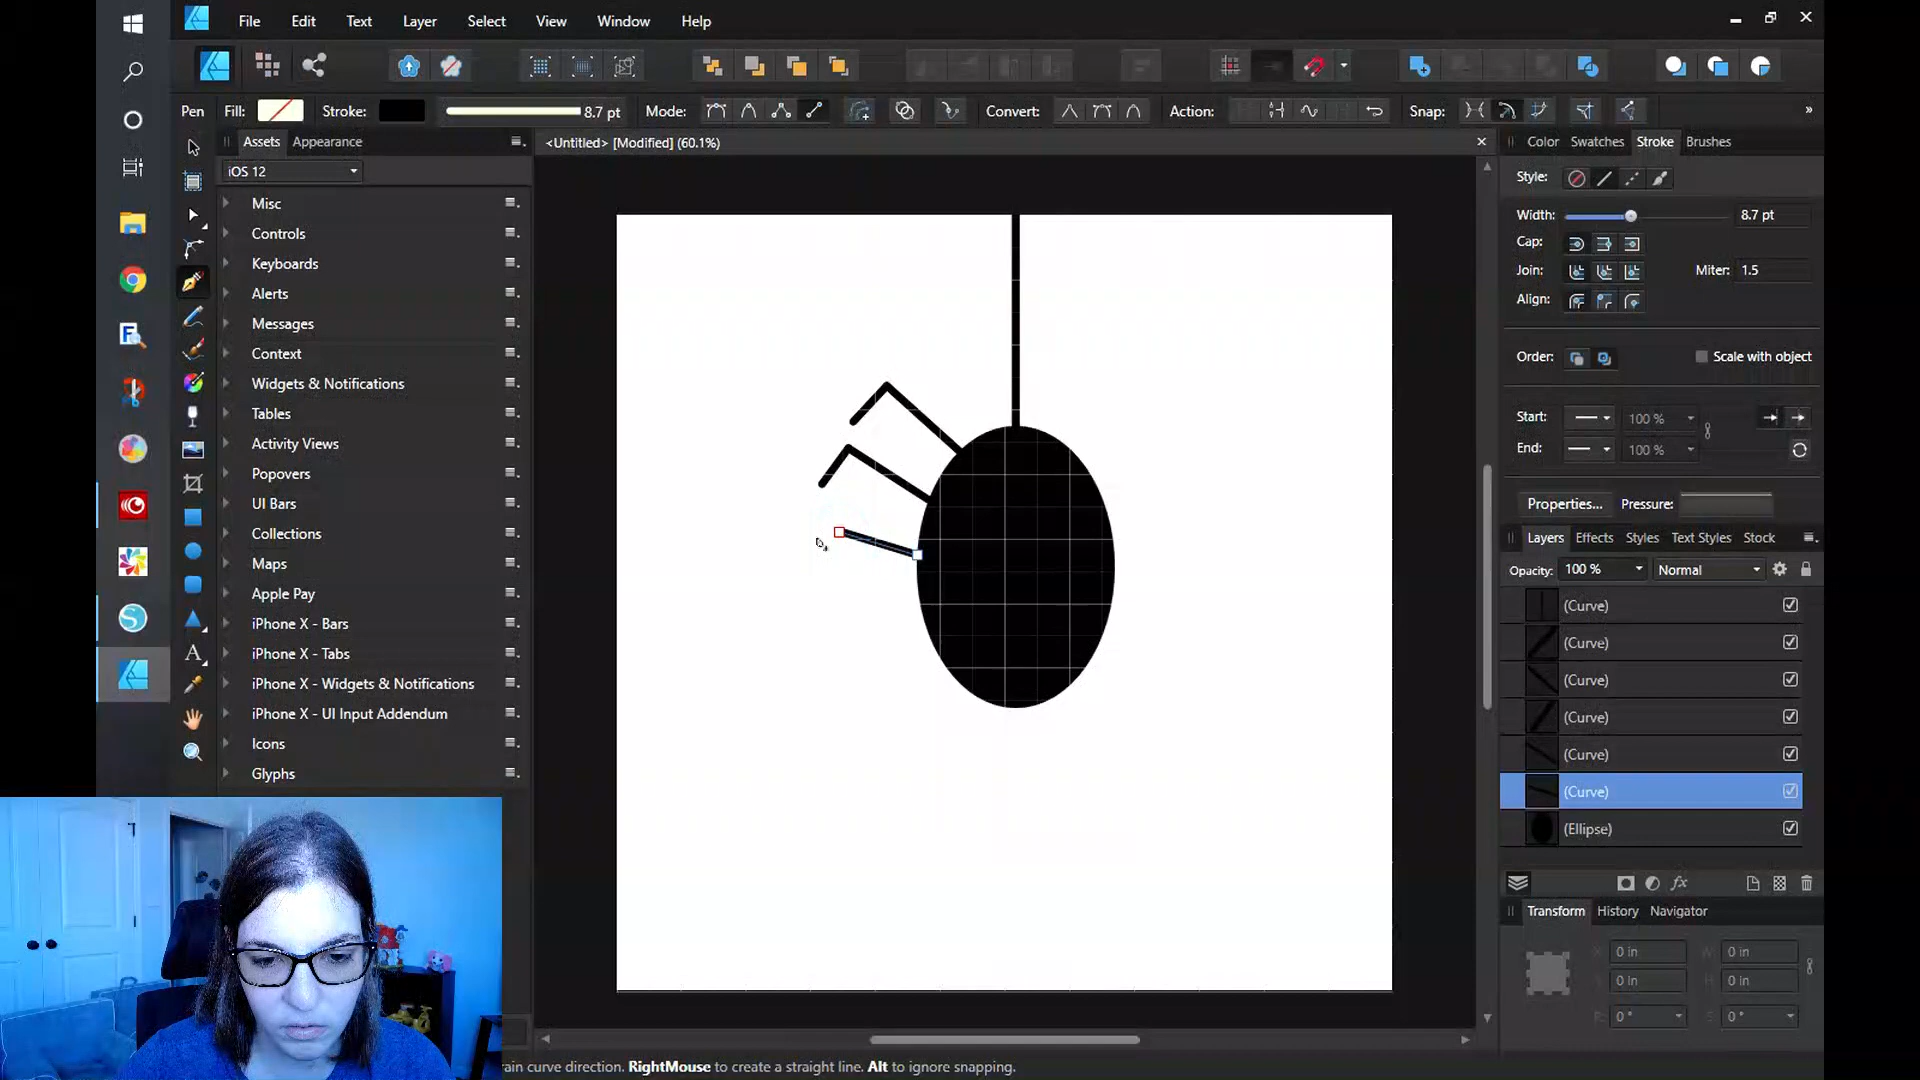 File Edit Text Layer Select View Window Help
Pen Fill: Stroke: 8.7 pt Mode: Convert: Action: Snap: »
Assets Appearance
<Untitled> [Modified] (60.1%)
iOS 12
Misc
Controls
Keyboards
Alerts
Messages
Context
Widgets & Notifications
Tables
Activity Views
Popovers
UI Bars
Collections
Maps
Apple Pay
iPhone X - Bars
iPhone X - Tabs
iPhone X - Widgets & Notifications
iPhone X - UI Input Addendum
Icons
Glyphs
Color Swatches Stroke Brushes
Style:
Width: 8.7 pt
Cap:
Join: Miter: 1.5
Align:
Order: Scale with object
Start: 100 %
End: 100 %
Properties... Pressure:
Layers Effects Styles Text Styles Stock
Opacity: 100 % Normal
(Curve)
(Curve)
(Curve)
(Curve)
(Curve)
(Curve)
(Ellipse)
Transform History Navigator
X: 0 in W: 0 in
Y: 0 in H: 0 in
R: 0 ° S: 0 °
rain curve direction. RightMouse to create a straight line. Alt to ignore snapping.